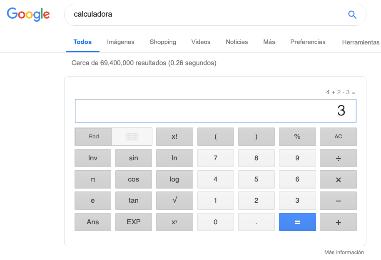 Google
calculadora
Todos Imágenes Shopping Vídeos Noticias Más Preferencias Herramientas
Cerca de 69,400,000 resultados (0.26 segundos)
4 + 2 - 3 =
3
Rad x! ( ) % AC
Inv sin ln 7 8 9 ÷
π cos log 4 5 6 ×
e tan √ 1 2 3 −
Ans EXP xʸ 0 . = +
Más información